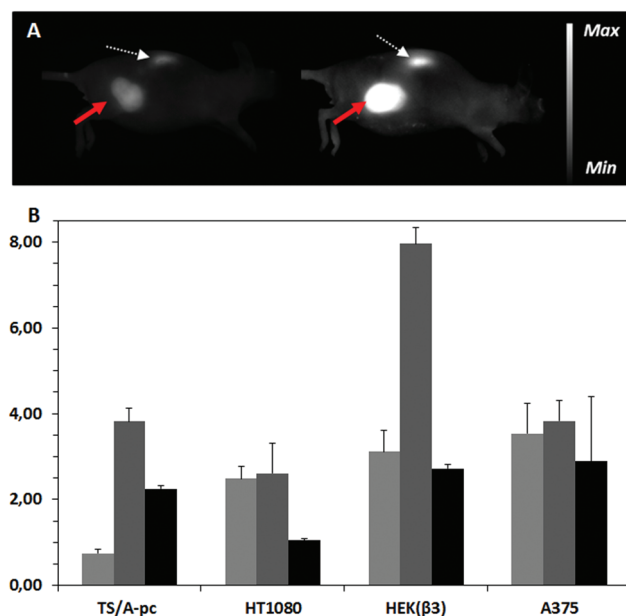 A
Max
Min
B
8,00
6,00
4,00
2,00
0,00
TS/A-pc
HT1080
HEK(β3)
A375